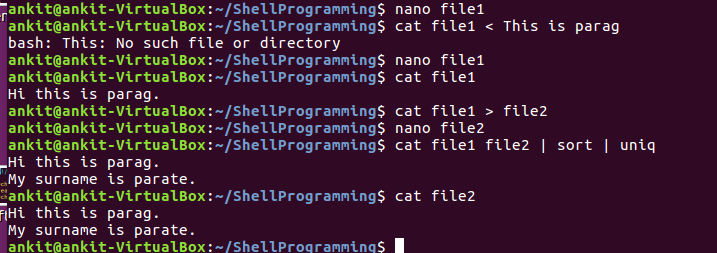 ankit@ankit-VirtualBox:~/ShellProgramming$ nano file1
ankit@ankit-VirtualBox:~/ShellProgramming$ cat file1 < This is parag
bash: This: No such file or directory
ankit@ankit-VirtualBox:~/ShellProgramming$ nano file1
ankit@ankit-VirtualBox:~/ShellProgramming$ cat file1
Hi this is parag.
ankit@ankit-VirtualBox:~/ShellProgramming$ cat file1 > file2
ankit@ankit-VirtualBox:~/ShellProgramming$ nano file2
ankit@ankit-VirtualBox:~/ShellProgramming$ cat file1 file2 | sort | uniq
Hi this is parag.
My surname is parate.
ankit@ankit-VirtualBox:~/ShellProgramming$ cat file2
Hi this is parag.
My surname is parate.
ankit@ankit-VirtualBox:~/ShellProgramming$